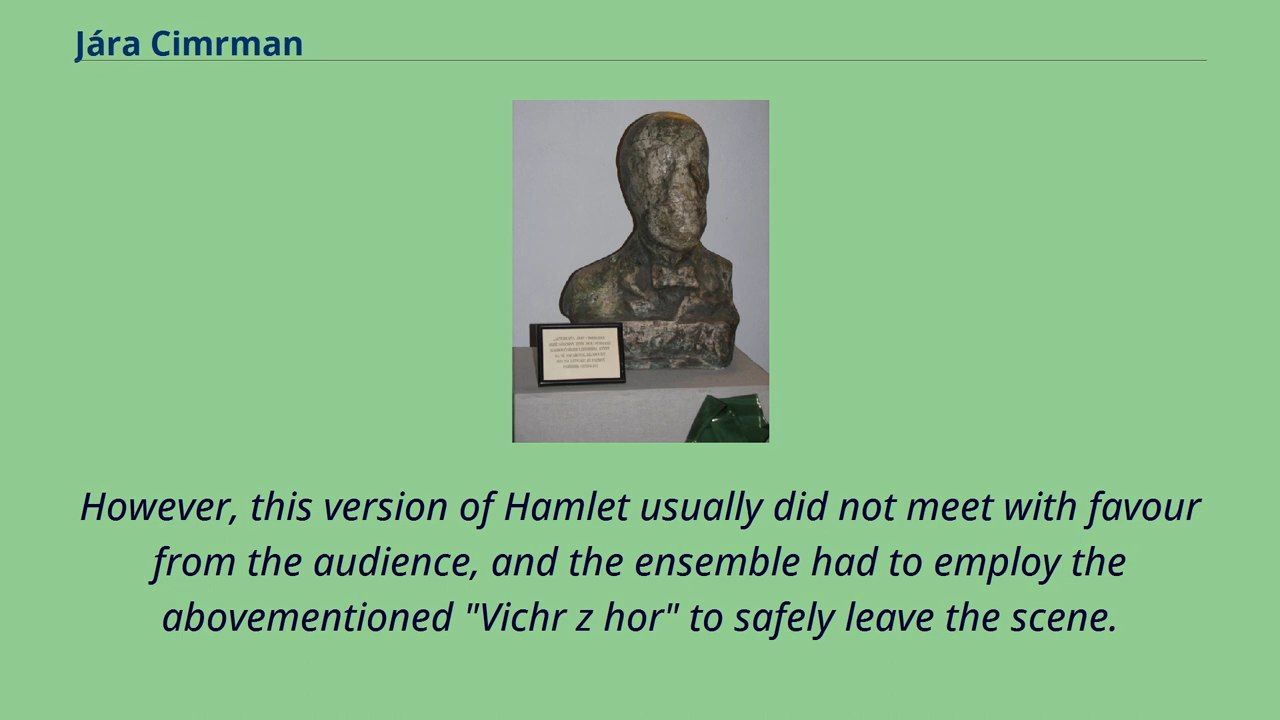 Jára Cimrman
However, this version of Hamlet usually did not meet with favour
from the audience, and the ensemble had to employ the
abovementioned "Vichr z hor" to safely leave the scene.